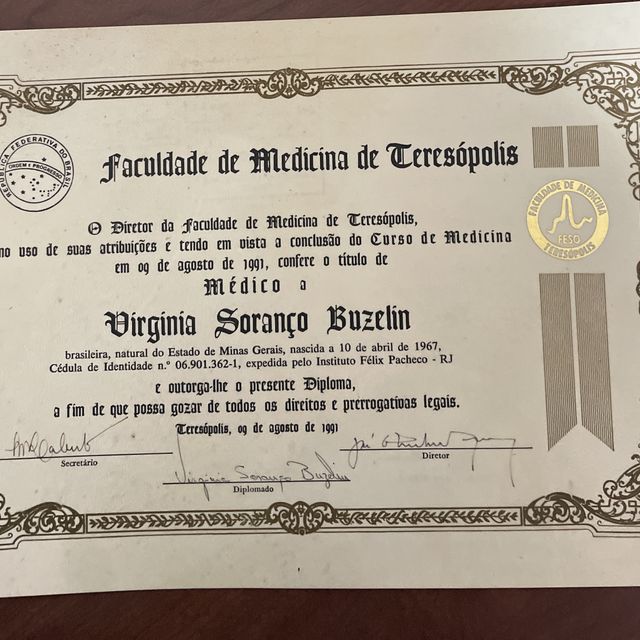 REPÚBLICA FEDERATIVA DO BRASIL
ORDEM E PROGRESSO
Faculdade de Medicina de Teresópolis
FACULDADE DE MEDICINA
FESO
TERESÓPOLIS
O Diretor da Faculdade de Medicina de Teresópolis,
no uso de suas atribuições e tendo em vista a conclusão do Curso de Medicina
em 09 de agosto de 1991, confere o título de
Médico a
Virginia Soranço Buzelin
brasileira, natural do Estado de Minas Gerais, nascida a 10 de abril de 1967,
Cédula de Identidade n.º 06.901.362-1, expedida pelo Instituto Félix Pacheco - RJ
e outorga-lhe o presente Diploma,
a fim de que possa gozar de todos os direitos e prerrogativas legais.
Teresópolis, 09 de agosto de 1991
Secretário
Diretor
Virginia Soranço Buzelin
Diplomado